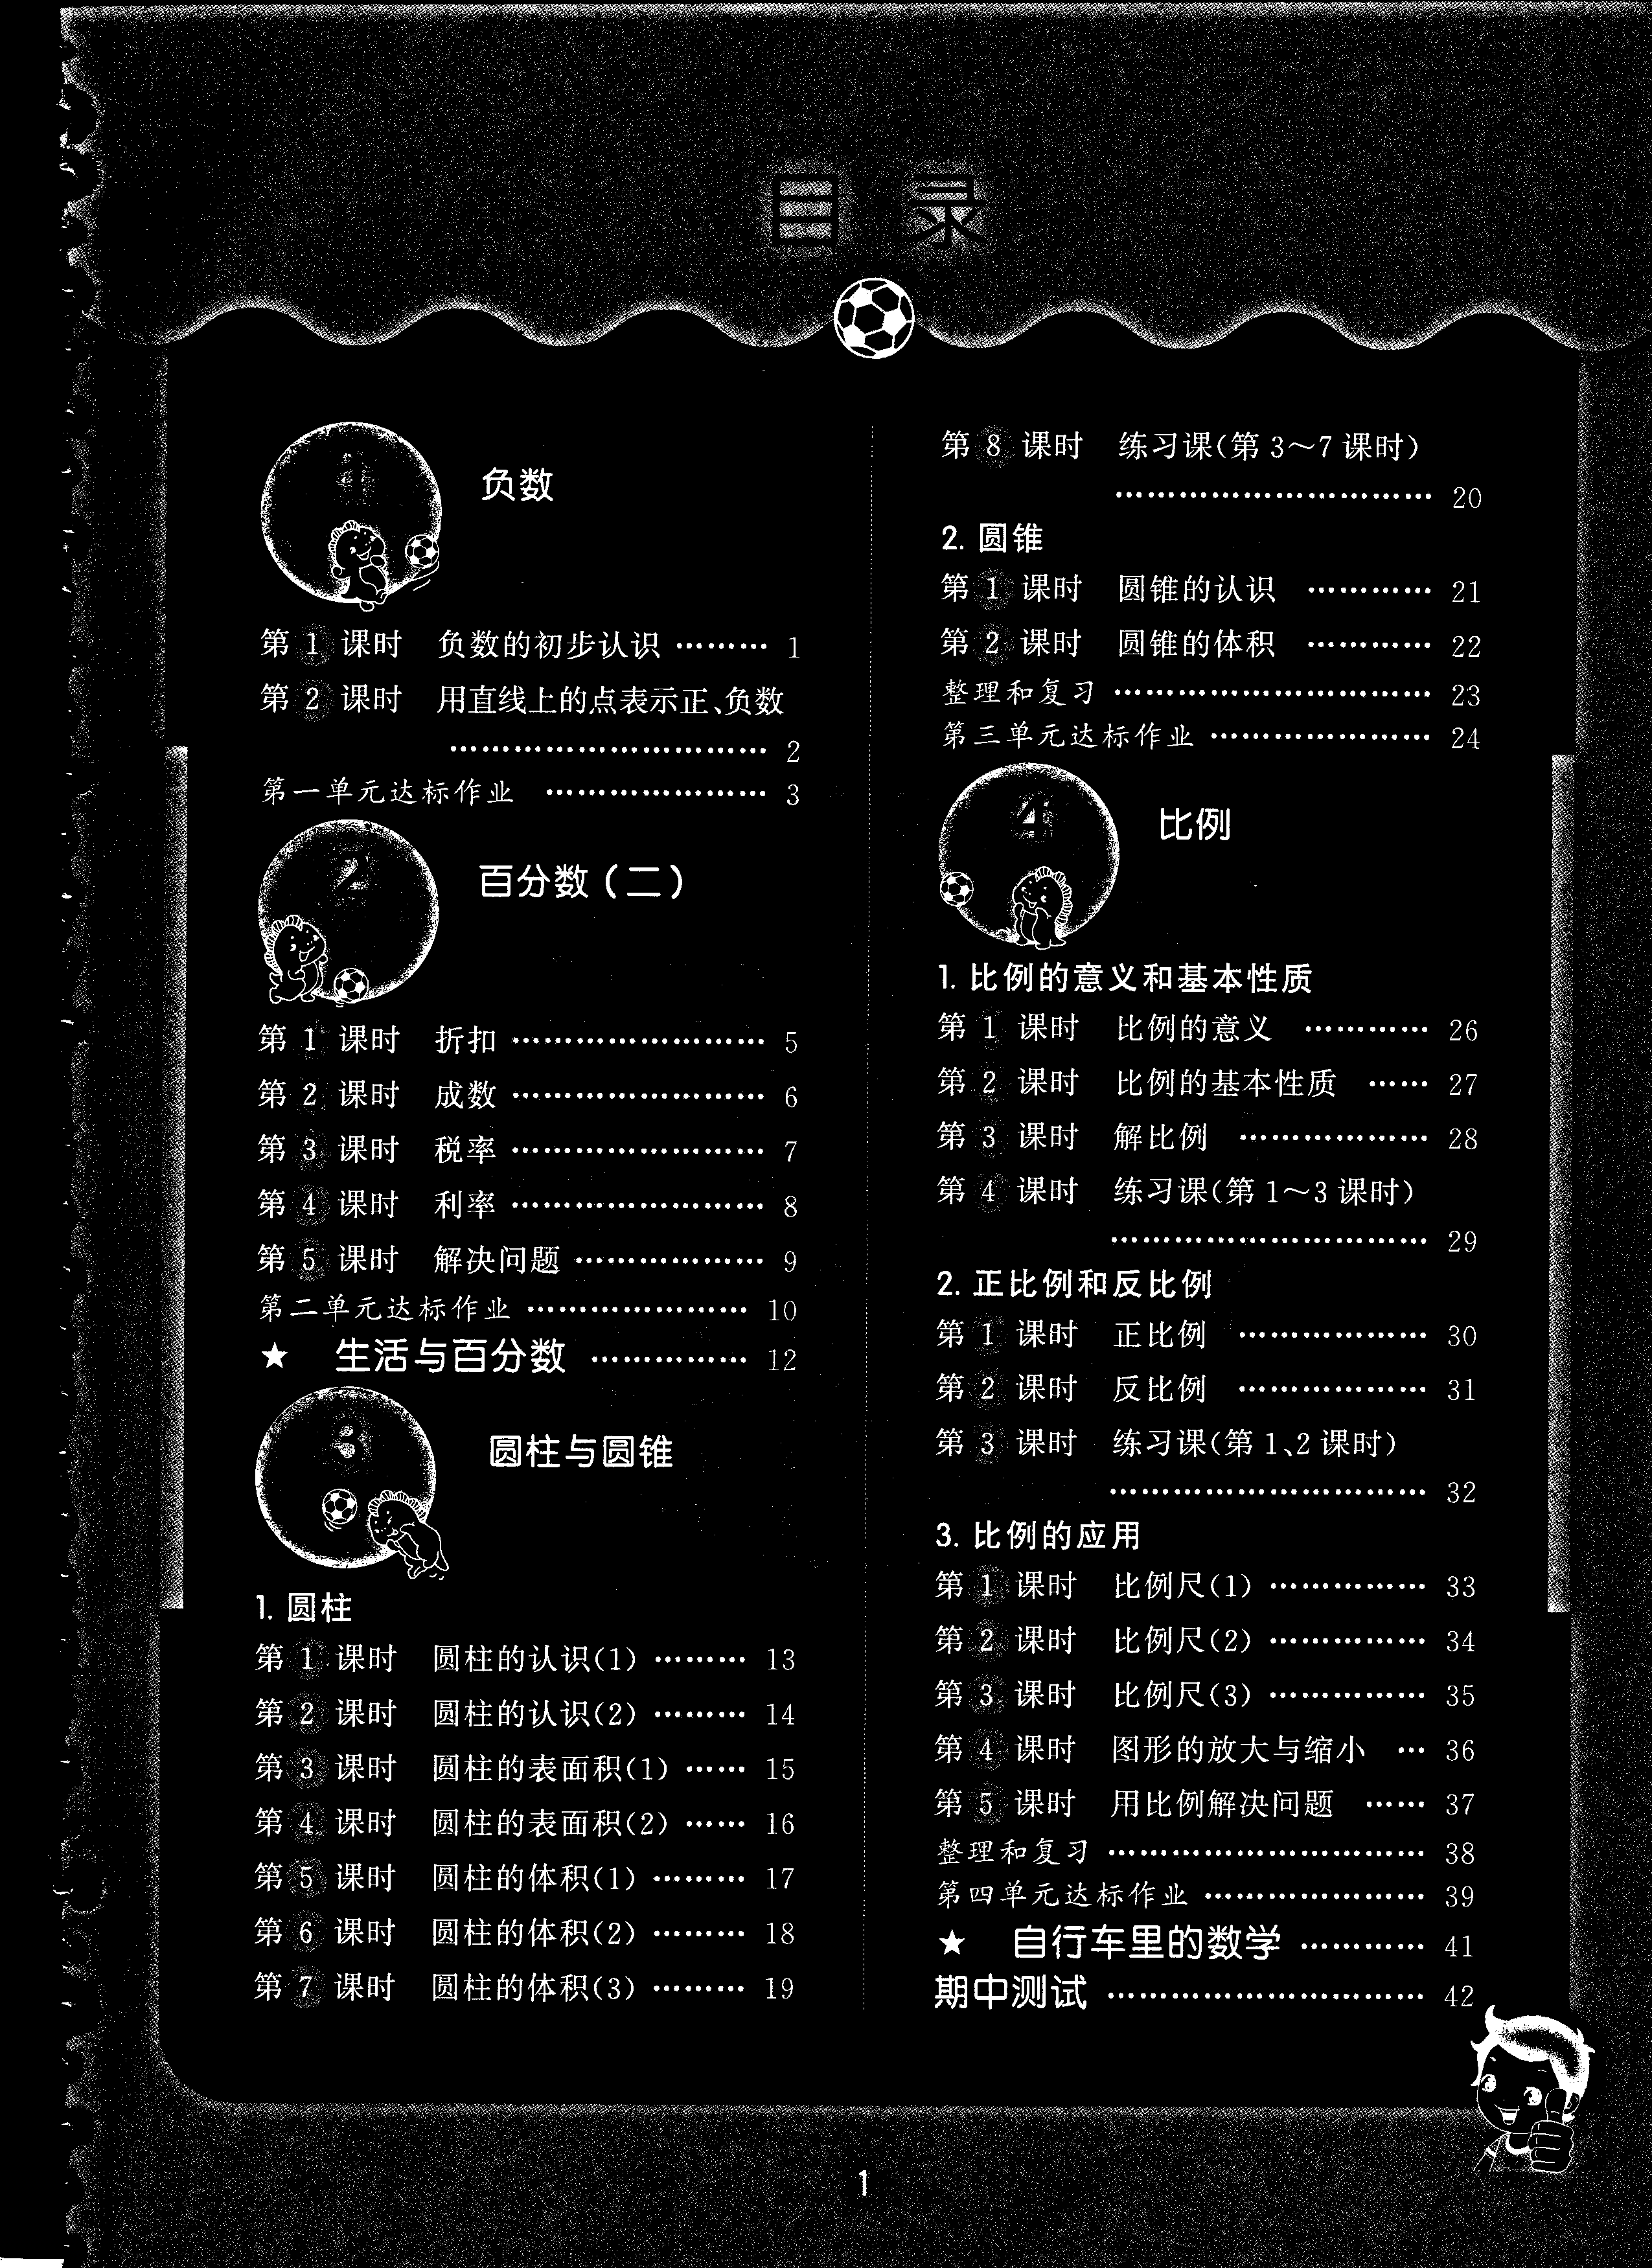 目 录
1 负数
第 1 课时 负数的初步认识 ……… 1
第 2 课时 用直线上的点表示正、负数
………………………… 2
第一单元达标作业 ………………… 3
2 百分数(二)
第 1 课时 折扣 …………………… 5
第 2 课时 成数 …………………… 6
第 3 课时 税率 …………………… 7
第 4 课时 利率 …………………… 8
第 5 课时 解决问题 ……………… 9
第二单元达标作业 ………………… 10
★ 生活与百分数 …………… 12
3 圆柱与圆锥
1. 圆柱
第 1 课时 圆柱的认识(1) ……… 13
第 2 课时 圆柱的认识(2) ……… 14
第 3 课时 圆柱的表面积(1) …… 15
第 4 课时 圆柱的表面积(2) …… 16
第 5 课时 圆柱的体积(1) ……… 17
第 6 课时 圆柱的体积(2) ……… 18
第 7 课时 圆柱的体积(3) ……… 19
第 8 课时 练习课(第 3～7 课时)
………………………… 20
2. 圆锥
第 1 课时 圆锥的认识 ………… 21
第 2 课时 圆锥的体积 ………… 22
整理和复习 ………………………… 23
第三单元达标作业 ………………… 24
4 比例
1. 比例的意义和基本性质
第 1 课时 比例的意义 ………… 26
第 2 课时 比例的基本性质 …… 27
第 3 课时 解比例 ……………… 28
第 4 课时 练习课(第 1～3 课时)
………………………… 29
2. 正比例和反比例
第 1 课时 正比例 ……………… 30
第 2 课时 反比例 ……………… 31
第 3 课时 练习课(第 1、2 课时)
………………………… 32
3. 比例的应用
第 1 课时 比例尺(1) …………… 33
第 2 课时 比例尺(2) …………… 34
第 3 课时 比例尺(3) …………… 35
第 4 课时 图形的放大与缩小 … 36
第 5 课时 用比例解决问题 …… 37
整理和复习 ………………………… 38
第四单元达标作业 ………………… 39
★ 自行车里的数学 ………… 41
期中测试 ………………………… 42
1